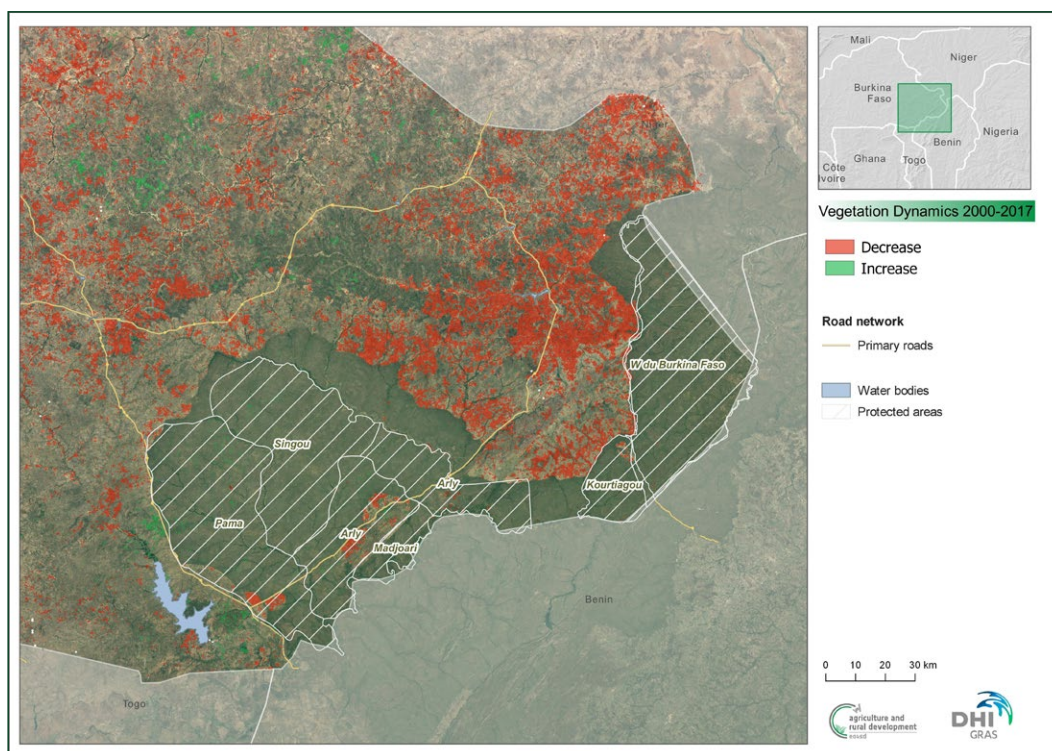 Mali
Niger
Burkina
Faso
Benin
Nigeria
Ghana
Togo
Côte
Ivoire
Vegetation Dynamics 2000-2017
Decrease
Increase
Road network
Primary roads
Water bodies
Protected areas
W du Burkina Faso
Singou
Arly
Kourtiagou
Pama
Arly
Madjoari
Benin
Togo
0 10 20 30 km
agriculture and
rural development
DHI
GRAS